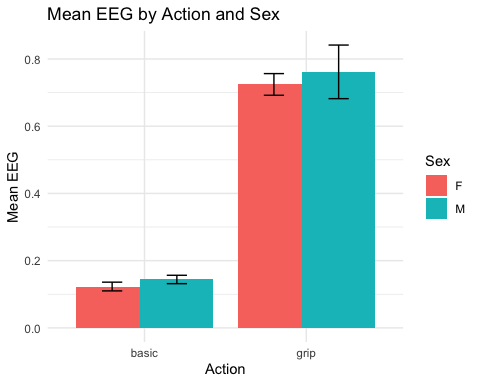 Mean EEG by Action and Sex
0.8
0.6
0.4
0.2
0.0
Mean EEG
basic
grip
Action
Sex
F
M